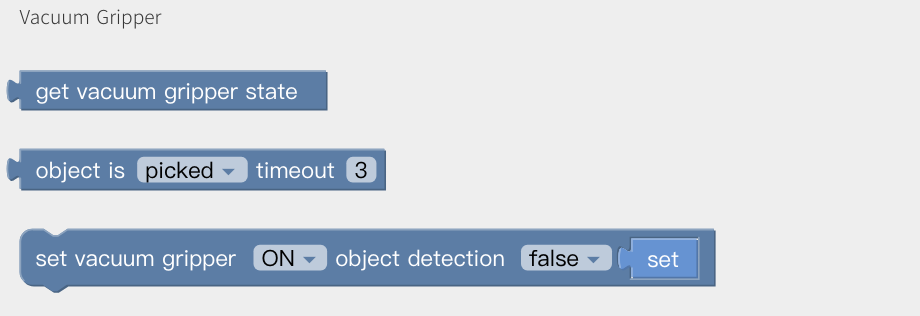 Vacuum Gripper
get vacuum gripper state
object is picked timeout 3
set vacuum gripper ON object detection false set